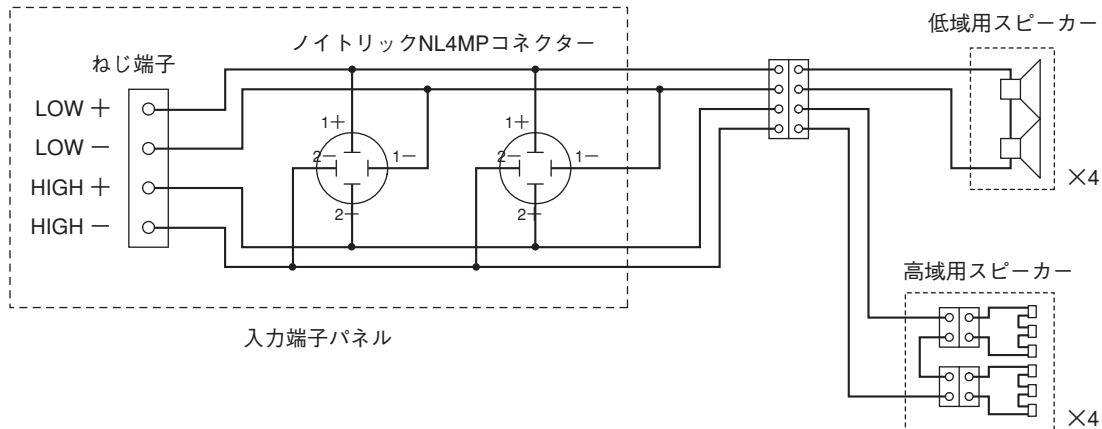 低域用スピーカー
ノイトリックNL4MPコネクター
ねじ端子
LOW +
LOW −
HIGH +
HIGH −
1+
2−
1−
2+
1+
2−
1−
2+
×4
高域用スピーカー
入力端子パネル
×4